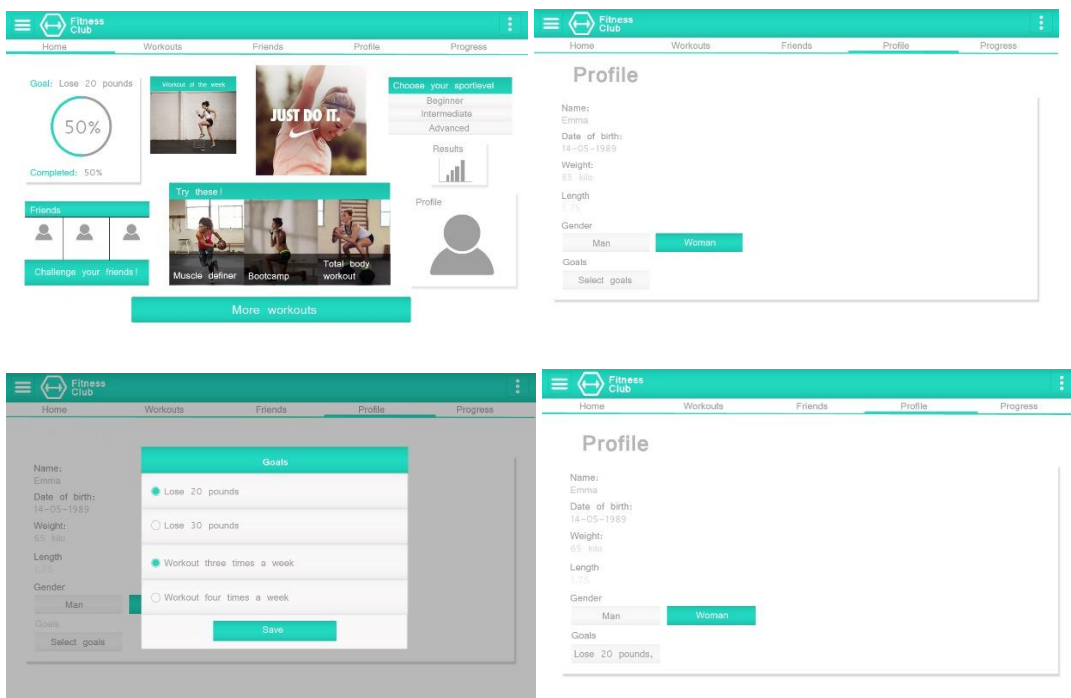 Fitness
Club
Home Workouts Friends Profile Progress
Goal: Lose 20 pounds
50%
Completed: 50%
Workout of the week
JUST DO IT.
Choose your sportlevel
Beginner
Intermediate
Advanced
Results
Friends
Challenge your friends!
Try these!
Muscle definer
Bootcamp
Total body
workout
Profile
More workouts
Fitness
Club
Home Workouts Friends Profile Progress
Profile
Name:
Emma
Date of birth:
14-05-1989
Weight:
65 kilo
Length
1,75
Gender
Man Woman
Goals
Select goals
Fitness
Club
Home Workouts Friends Profile Progress
Name:
Emma
Date of birth:
14-05-1989
Weight:
65 kilo
Length
1,75
Gender
Man
Goals
Select goals
Goals
Lose 20 pounds
Lose 30 pounds
Workout three times a week
Workout four times a week
Save
Fitness
Club
Home Workouts Friends Profile Progress
Profile
Name:
Emma
Date of birth:
14-05-1989
Weight:
65 kilo
Length
1,75
Gender
Man Woman
Goals
Lose 20 pounds,